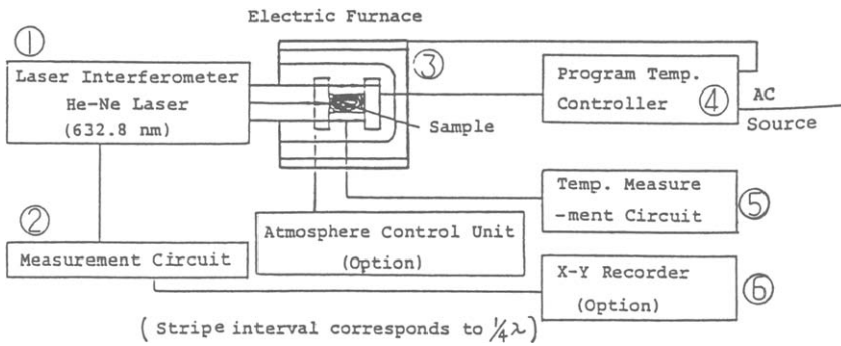 Electric Furnace
①
Laser Interferometer
He-Ne Laser
(632.8 nm)
③
Sample
Program Temp.
Controller
④
AC
Source
②
Measurement Circuit
Atmosphere Control Unit
(Option)
Temp. Measure
-ment Circuit
⑤
X-Y Recorder
(Option)
⑥
( Stripe interval corresponds to ¼λ)